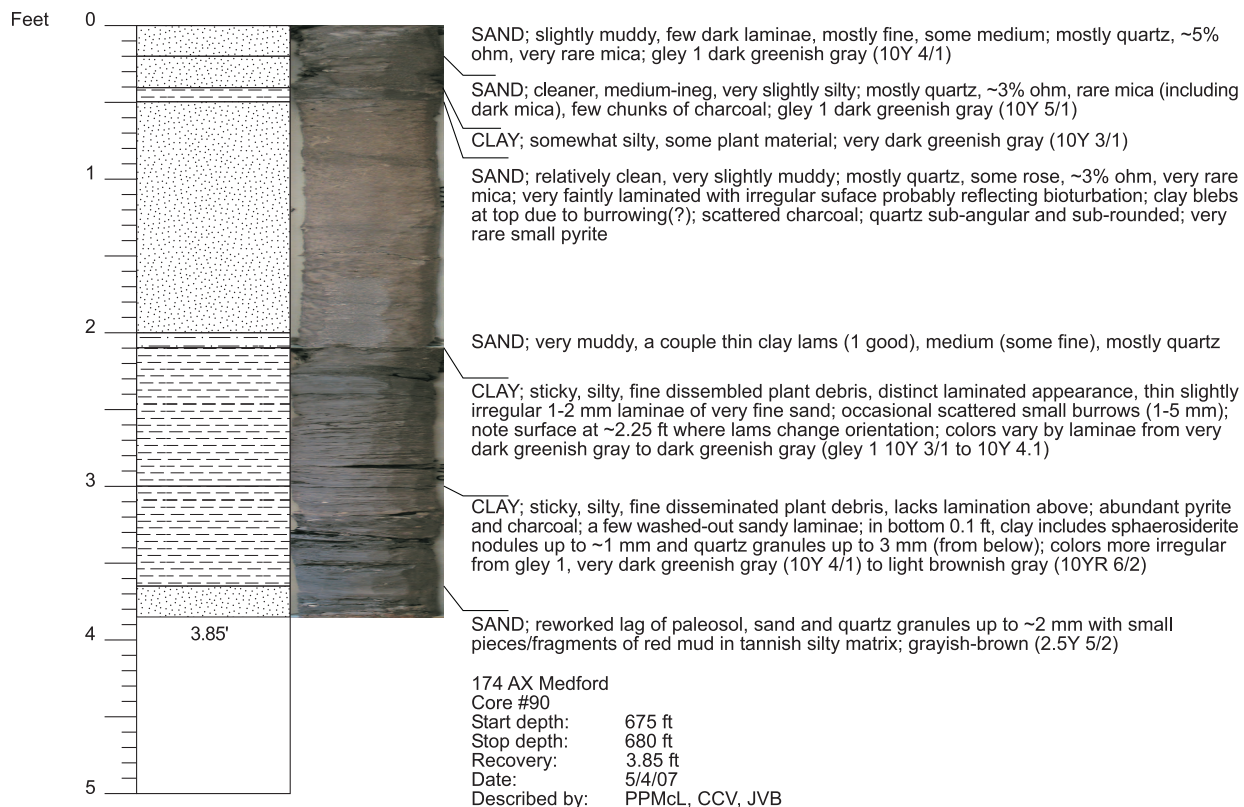 Feet
0
SAND; slightly muddy, few dark laminae, mostly fine, some medium; mostly quartz, ~5%
ohm, very rare mica; gley 1 dark greenish gray (10Y 4/1)
SAND; cleaner, medium-ineg, very slightly silty; mostly quartz, ~3% ohm, rare mica (including
dark mica), few chunks of charcoal; gley 1 dark greenish gray (10Y 5/1)
CLAY; somewhat silty, some plant material; very dark greenish gray (10Y 3/1)
1
SAND; relatively clean, very slightly muddy; mostly quartz, some rose, ~3% ohm, very rare
mica; very faintly laminated with irregular suface probably reflecting bioturbation; clay blebs
at top due to burrowing(?); scattered charcoal; quartz sub-angular and sub-rounded; very
rare small pyrite
2
SAND; very muddy, a couple thin clay lams (1 good), medium (some fine), mostly quartz
CLAY; sticky, silty, fine dissembled plant debris, distinct laminated appearance, thin slightly
irregular 1-2 mm laminae of very fine sand; occasional scattered small burrows (1-5 mm);
note surface at ~2.25 ft where lams change orientation; colors vary by laminae from very
dark greenish gray to dark greenish gray (gley 1 10Y 3/1 to 10Y 4.1)
3
CLAY; sticky, silty, fine disseminated plant debris, lacks lamination above; abundant pyrite
and charcoal; a few washed-out sandy laminae; in bottom 0.1 ft, clay includes sphaerosiderite
nodules up to ~1 mm and quartz granules up to 3 mm (from below); colors more irregular
from gley 1, very dark greenish gray (10Y 4/1) to light brownish gray (10YR 6/2)
4
3.85'
SAND; reworked lag of paleosol, sand and quartz granules up to ~2 mm with small
pieces/fragments of red mud in tannish silty matrix; grayish-brown (2.5Y 5/2)
174 AX Medford
Core #90
Start depth: 675 ft
Stop depth: 680 ft
Recovery: 3.85 ft
Date: 5/4/07
Described by: PPMcL, CCV, JVB
5